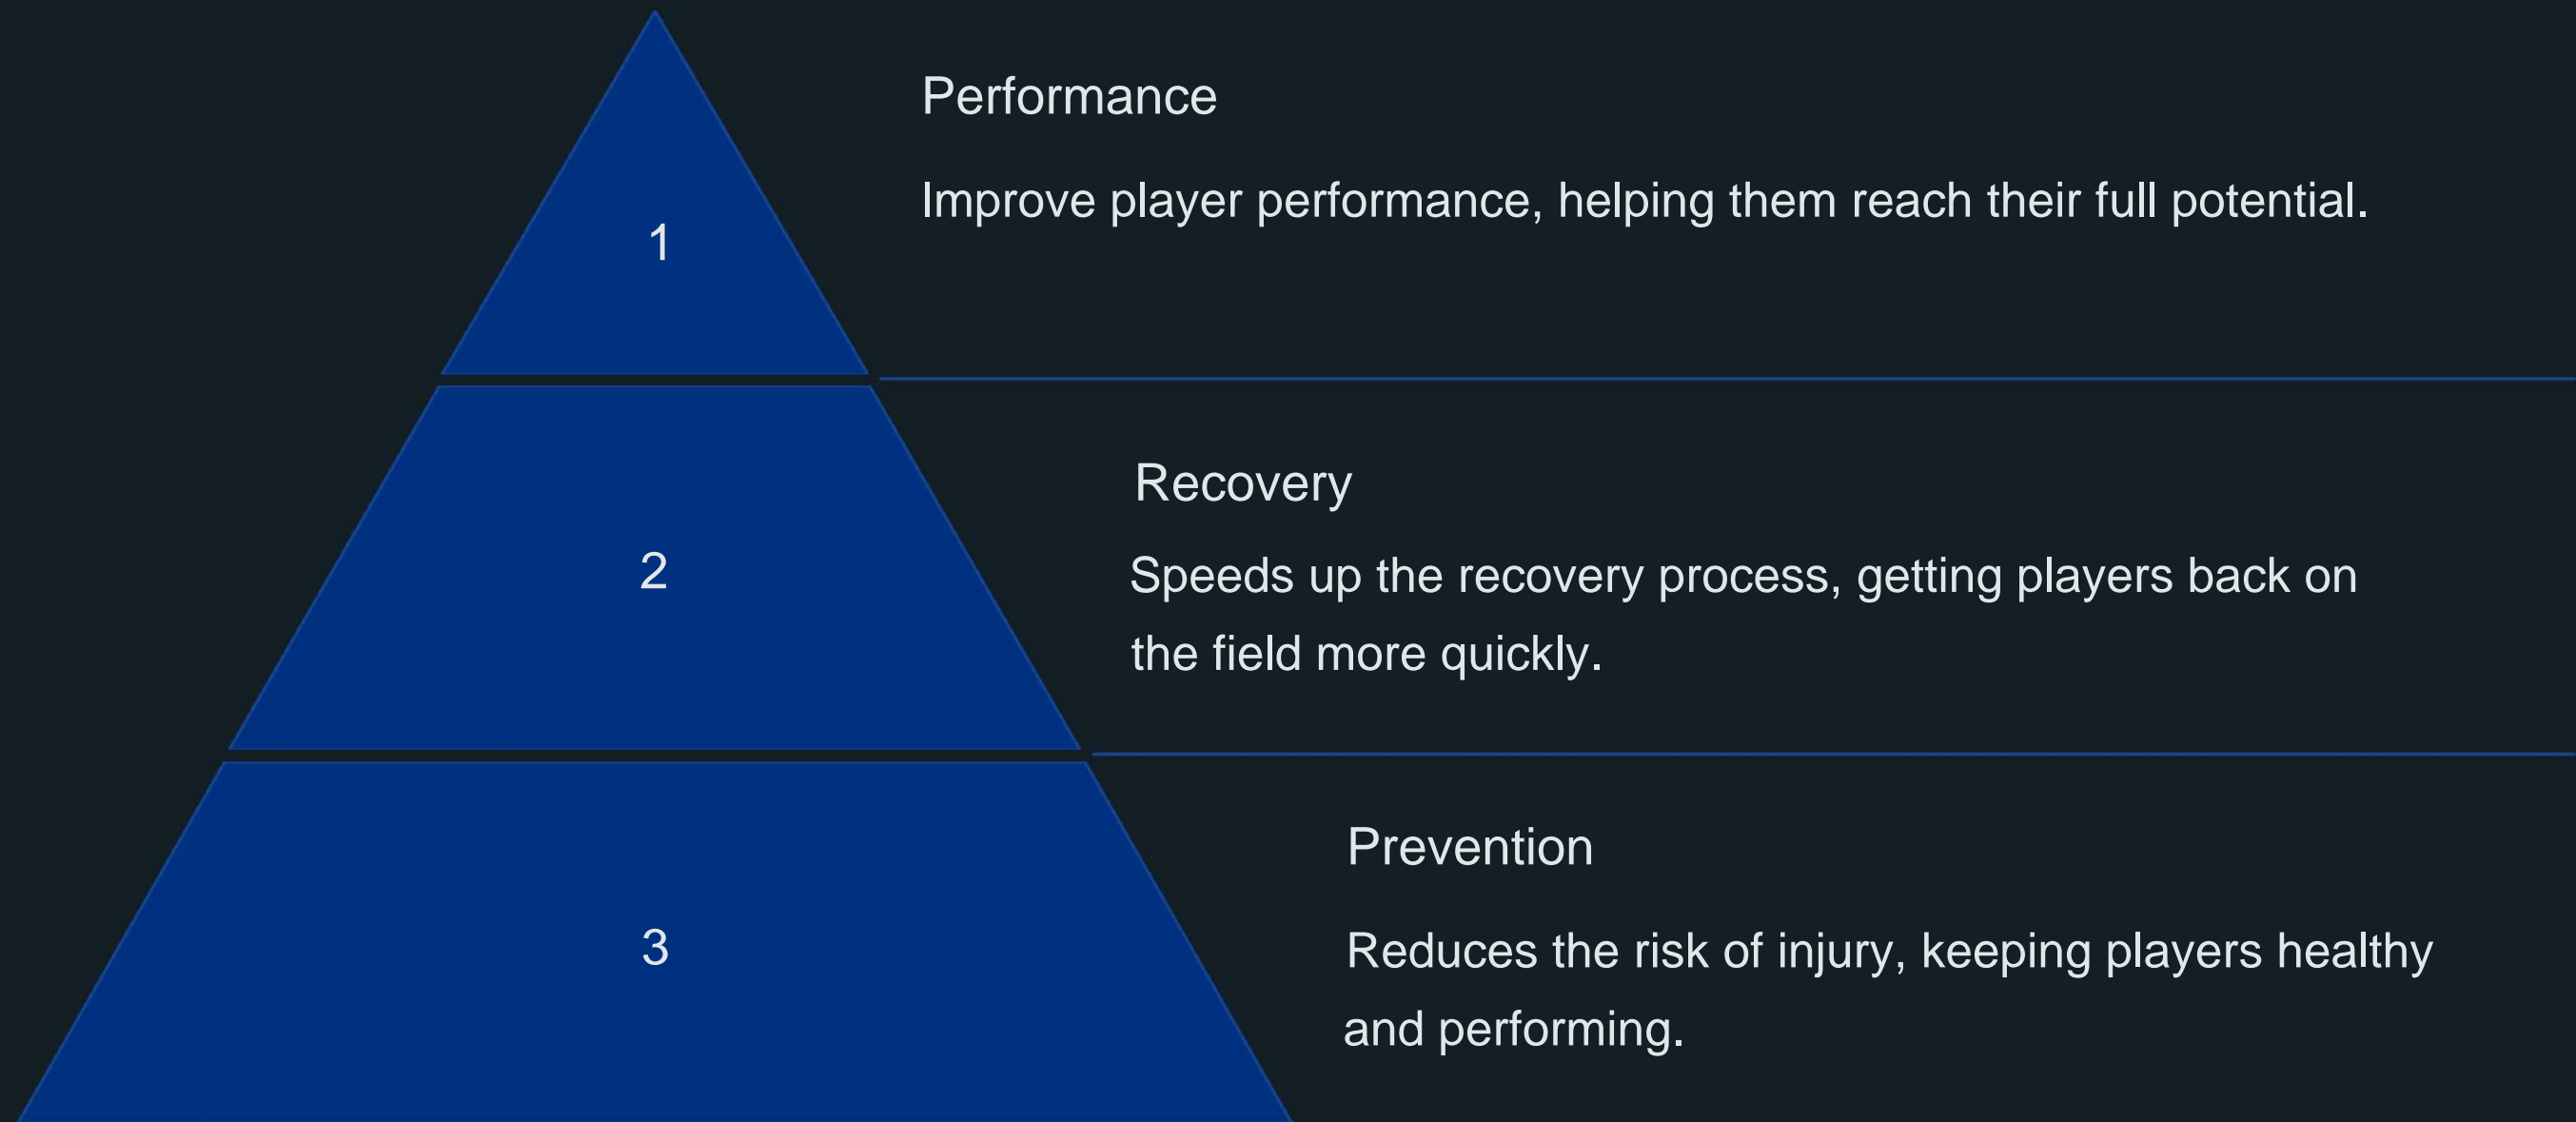 Performance
Improve player performance, helping them reach their full potential.
1
Recovery
2
Speeds up the recovery process, getting players back on
the field more quickly.
Prevention
3
Reduces the risk of injury, keeping players healthy
and performing.